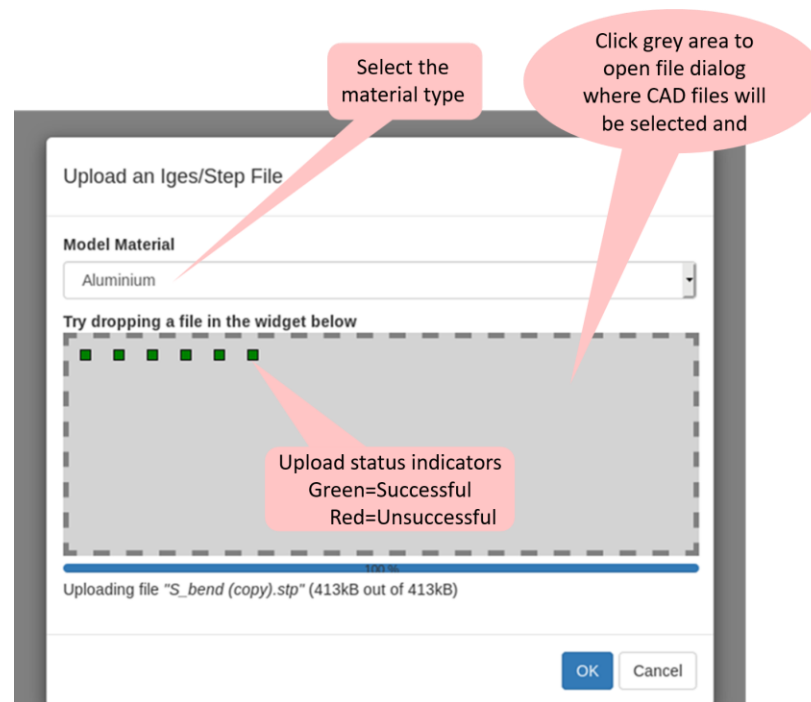 Select the
material type
Click grey area to
open file dialog
where CAD files will
be selected and
Upload an Iges/Step File
Model Material
Aluminium
Try dropping a file in the widget below
Upload status indicators
Green=Successful
Red=Unsuccessful
100 %
Uploading file "S_bend (copy).stp" (413kB out of 413kB)
OK
Cancel